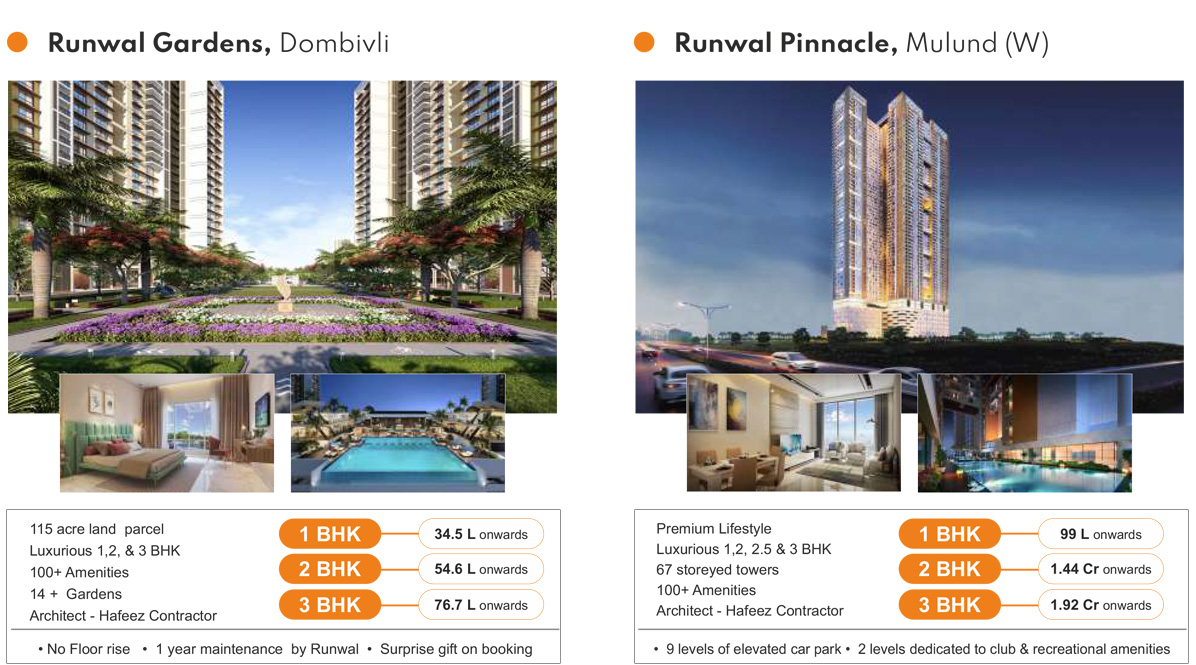 Runwal Gardens, Dombivli
115 acre land parcel
Luxurious 1,2, & 3 BHK
100+ Amenities
14 + Gardens
Architect - Hafeez Contractor
1 BHK 34.5 L onwards
2 BHK 54.6 L onwards
3 BHK 76.7 L onwards
• No Floor rise • 1 year maintenance by Runwal • Surprise gift on booking
Runwal Pinnacle, Mulund (W)
Premium Lifestyle
Luxurious 1,2, 2.5 & 3 BHK
67 storeyed towers
100+ Amenities
Architect - Hafeez Contractor
1 BHK 99 L onwards
2 BHK 1.44 Cr onwards
3 BHK 1.92 Cr onwards
• 9 levels of elevated car park • 2 levels dedicated to club & recreational amenities